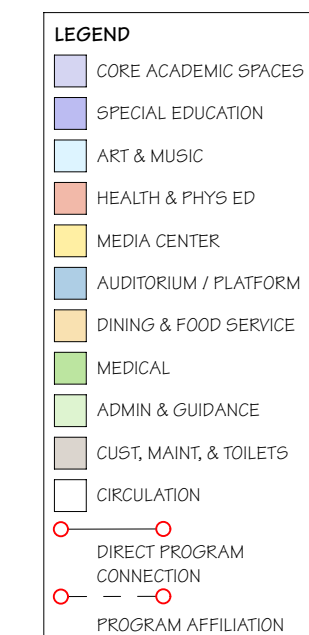 LEGEND
CORE ACADEMIC SPACES
SPECIAL EDUCATION
ART & MUSIC
HEALTH & PHYS ED
MEDIA CENTER
AUDITORIUM / PLATFORM
DINING & FOOD SERVICE
MEDICAL
ADMIN & GUIDANCE
CUST, MAINT, & TOILETS
CIRCULATION
DIRECT PROGRAM
CONNECTION
PROGRAM AFFILIATION